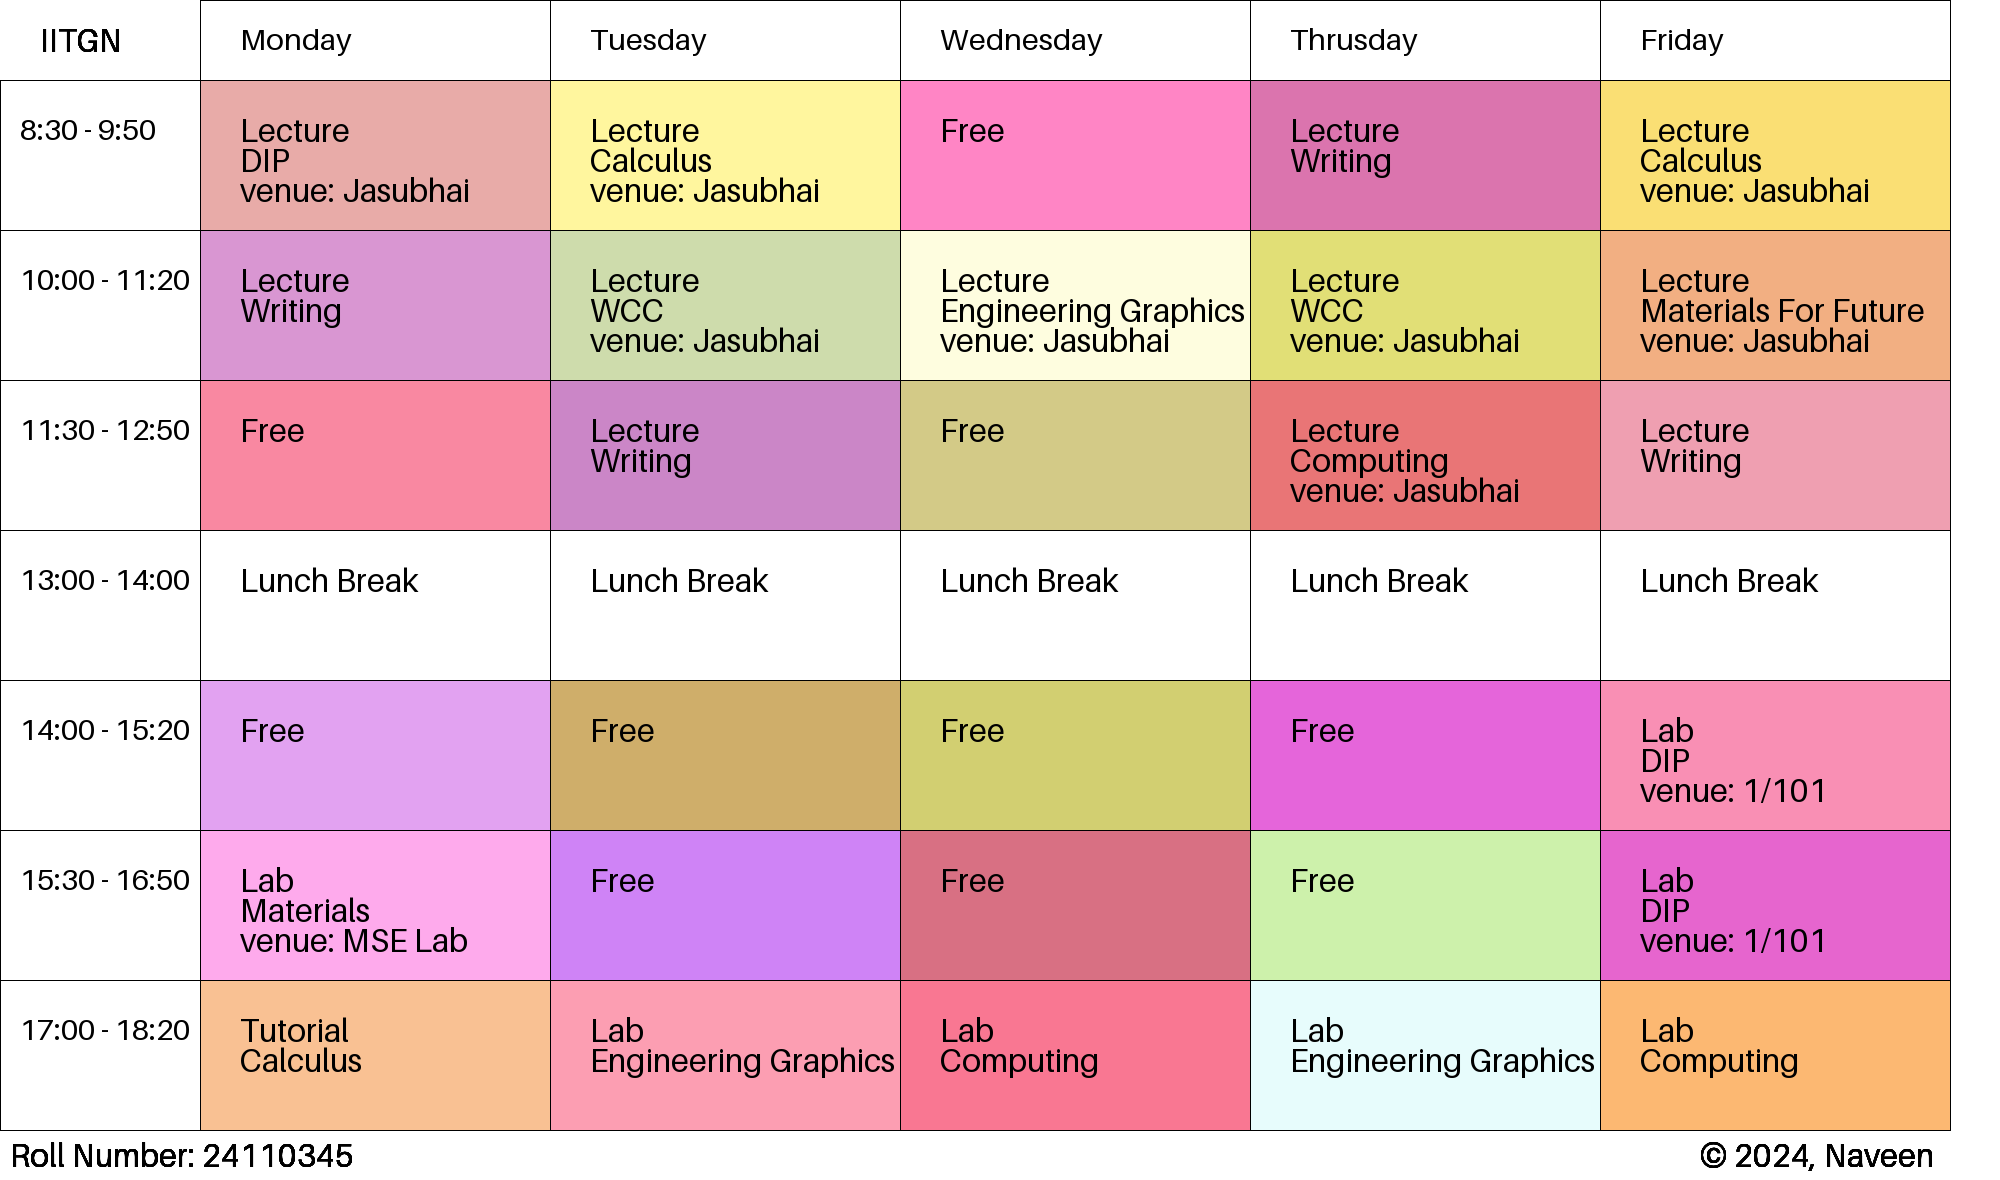 IITGN Monday Tuesday Wednesday Thrusday Friday
8:30 - 9:50
Lecture
DIP
venue: Jasubhai
Lecture
Calculus
venue: Jasubhai
Free
Lecture
Writing
Lecture
Calculus
venue: Jasubhai
10:00 - 11:20
Lecture
Writing
Lecture
WCC
venue: Jasubhai
Lecture
Engineering Graphics
venue: Jasubhai
Lecture
WCC
venue: Jasubhai
Lecture
Materials For Future
venue: Jasubhai
11:30 - 12:50
Free
Lecture
Writing
Free
Lecture
Computing
venue: Jasubhai
Lecture
Writing
13:00 - 14:00
Lunch Break
Lunch Break
Lunch Break
Lunch Break
Lunch Break
14:00 - 15:20
Free
Free
Free
Free
Lab
DIP
venue: 1/101
15:30 - 16:50
Lab
Materials
venue: MSE Lab
Free
Free
Free
Lab
DIP
venue: 1/101
17:00 - 18:20
Tutorial
Calculus
Lab
Engineering Graphics
Lab
Computing
Lab
Engineering Graphics
Lab
Computing
Roll Number: 24110345
© 2024, Naveen